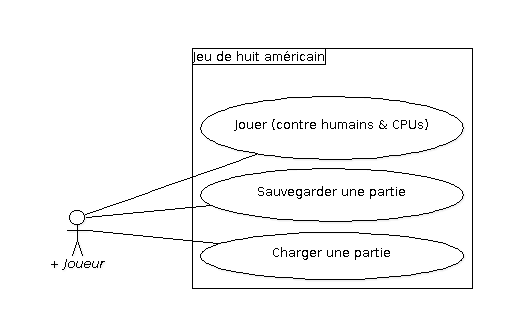 Jeu de huit américain
Jouer (contre humains & CPUs)
Sauvegarder une partie
Charger une partie
+ Joueur